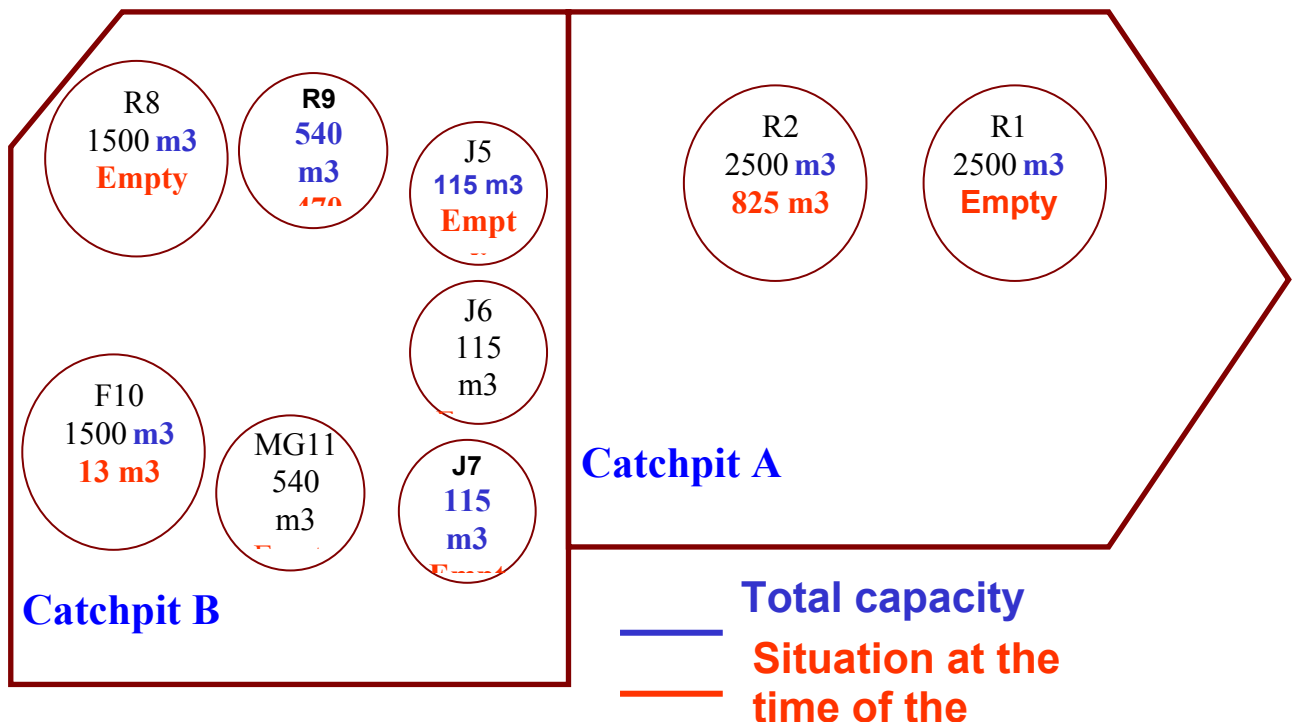 R8
1500 m3
Empty
R9
540
m3
J5
115 m3
Empt
J6
115
m3
R2
2500 m3
825 m3
R1
2500 m3
Empty
F10
1500 m3
13 m3
MG11
540
m3
J7
115
m3
Empt
Catchpit A
Catchpit B
Total capacity
Situation at the
time of the